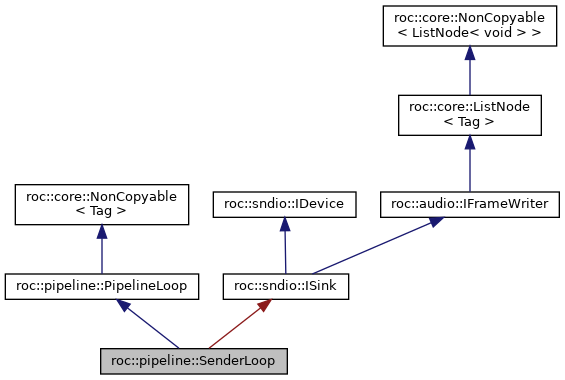 roc::core::NonCopyable
< ListNode< void > >
roc::core::ListNode
< Tag >
roc::core::NonCopyable
< Tag >
roc::sndio::IDevice
roc::audio::IFrameWriter
roc::pipeline::PipelineLoop
roc::sndio::ISink
roc::pipeline::SenderLoop